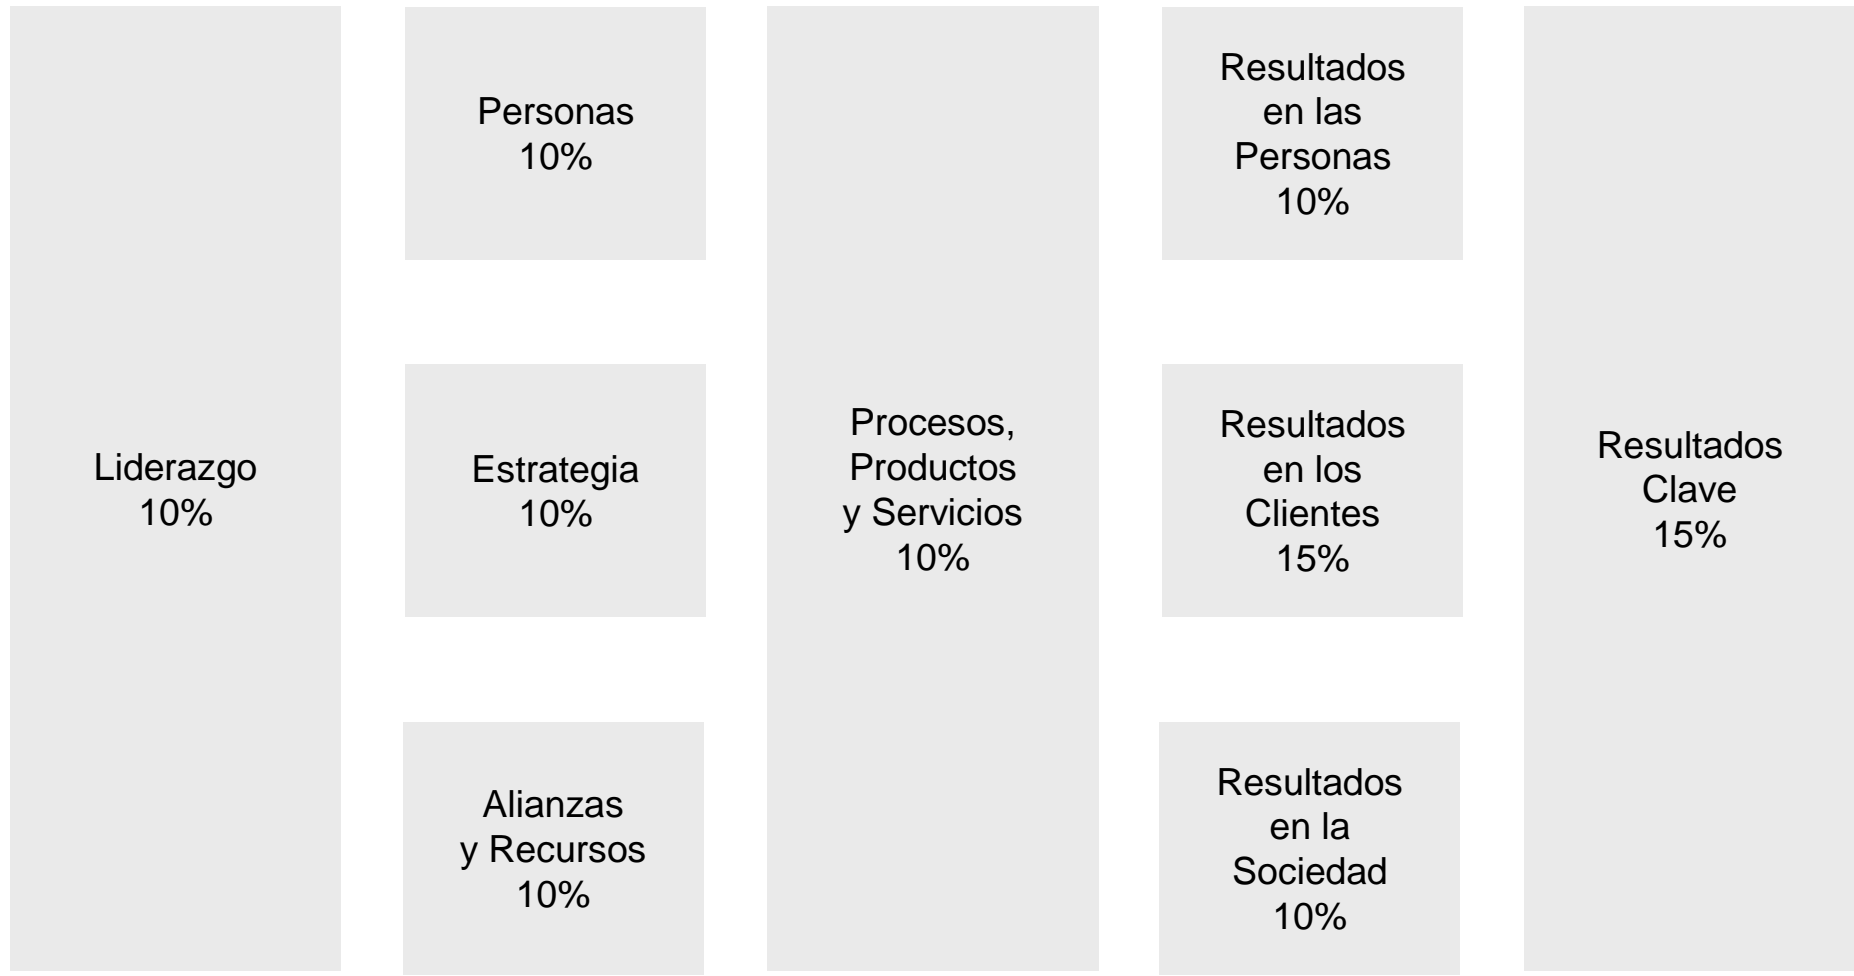 Liderazgo
10%
Personas
10%
Estrategia
10%
Alianzas
y Recursos
10%
Procesos,
Productos
y Servicios
10%
Resultados
en las
Personas
10%
Resultados
en los
Clientes
15%
Resultados
en la
Sociedad
10%
Resultados
Clave
15%